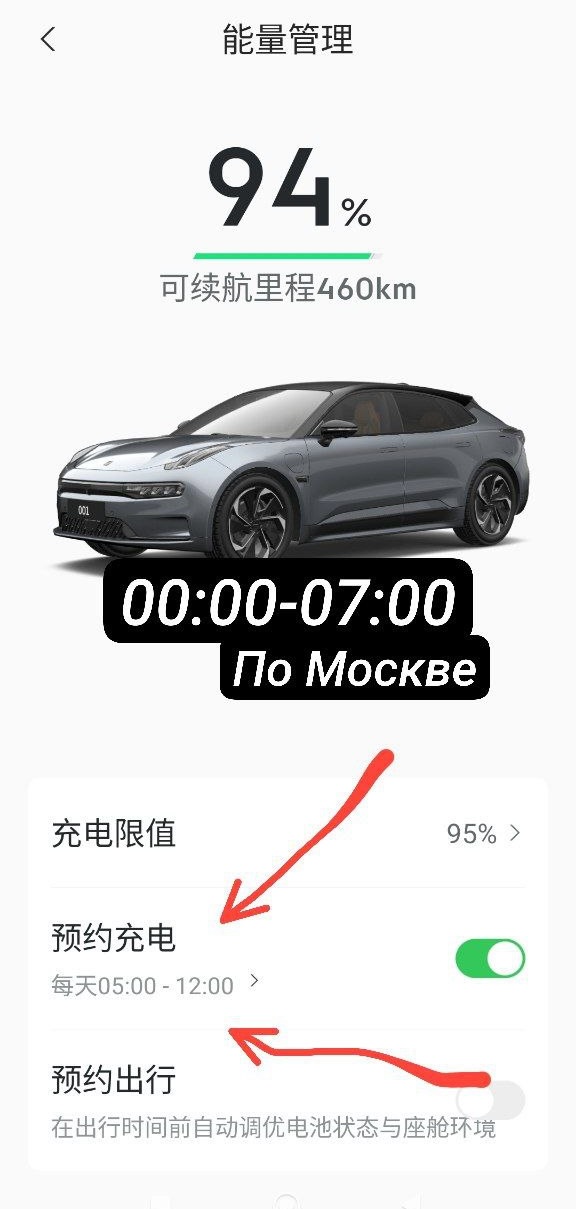 能量管理
94%
可续航里程460km
001
00:00-07:00
По Москве
充电限值
95%
预约充电
每天05:00 - 12:00
预约出行
在出行时间前自动调优电池状态与座舱环境